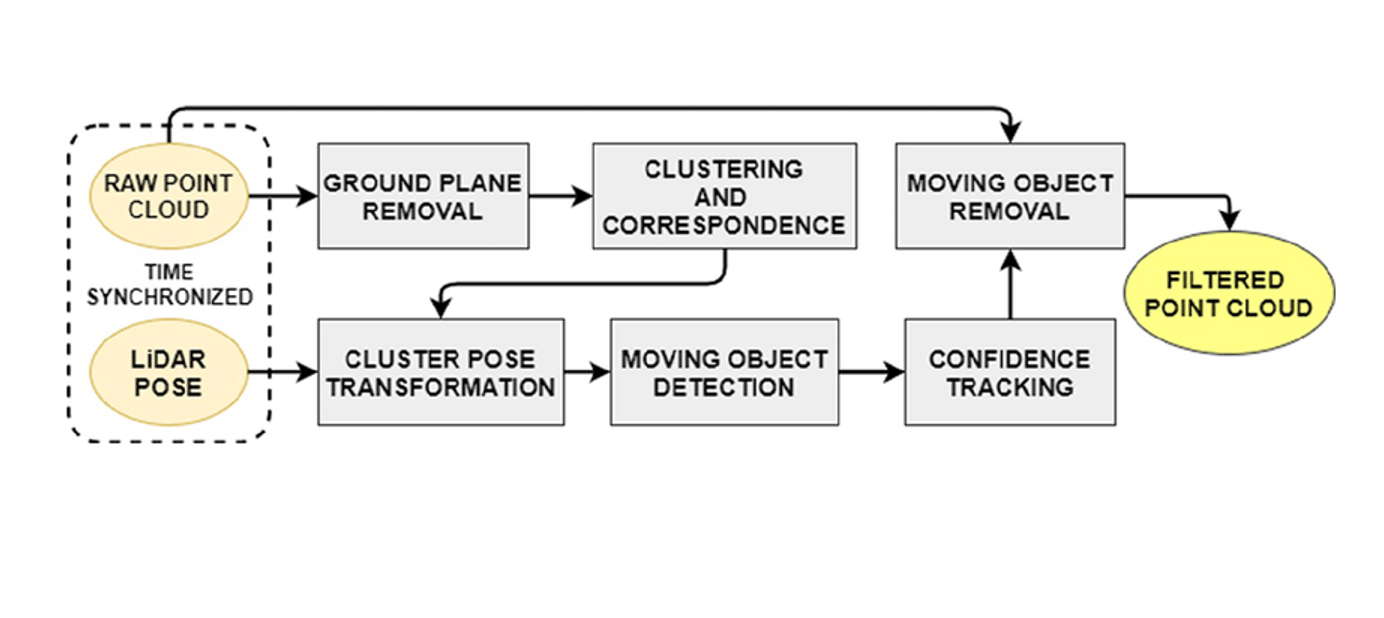 RAW POINT
CLOUD
TIME
SYNCHRONIZED
LiDAR
POSE
GROUND PLANE
REMOVAL
CLUSTERING
AND
CORRESPONDENCE
CLUSTER POSE
TRANSFORMATION
MOVING OBJECT
DETECTION
CONFIDENCE
TRACKING
MOVING OBJECT
REMOVAL
FILTERED
POINT CLOUD